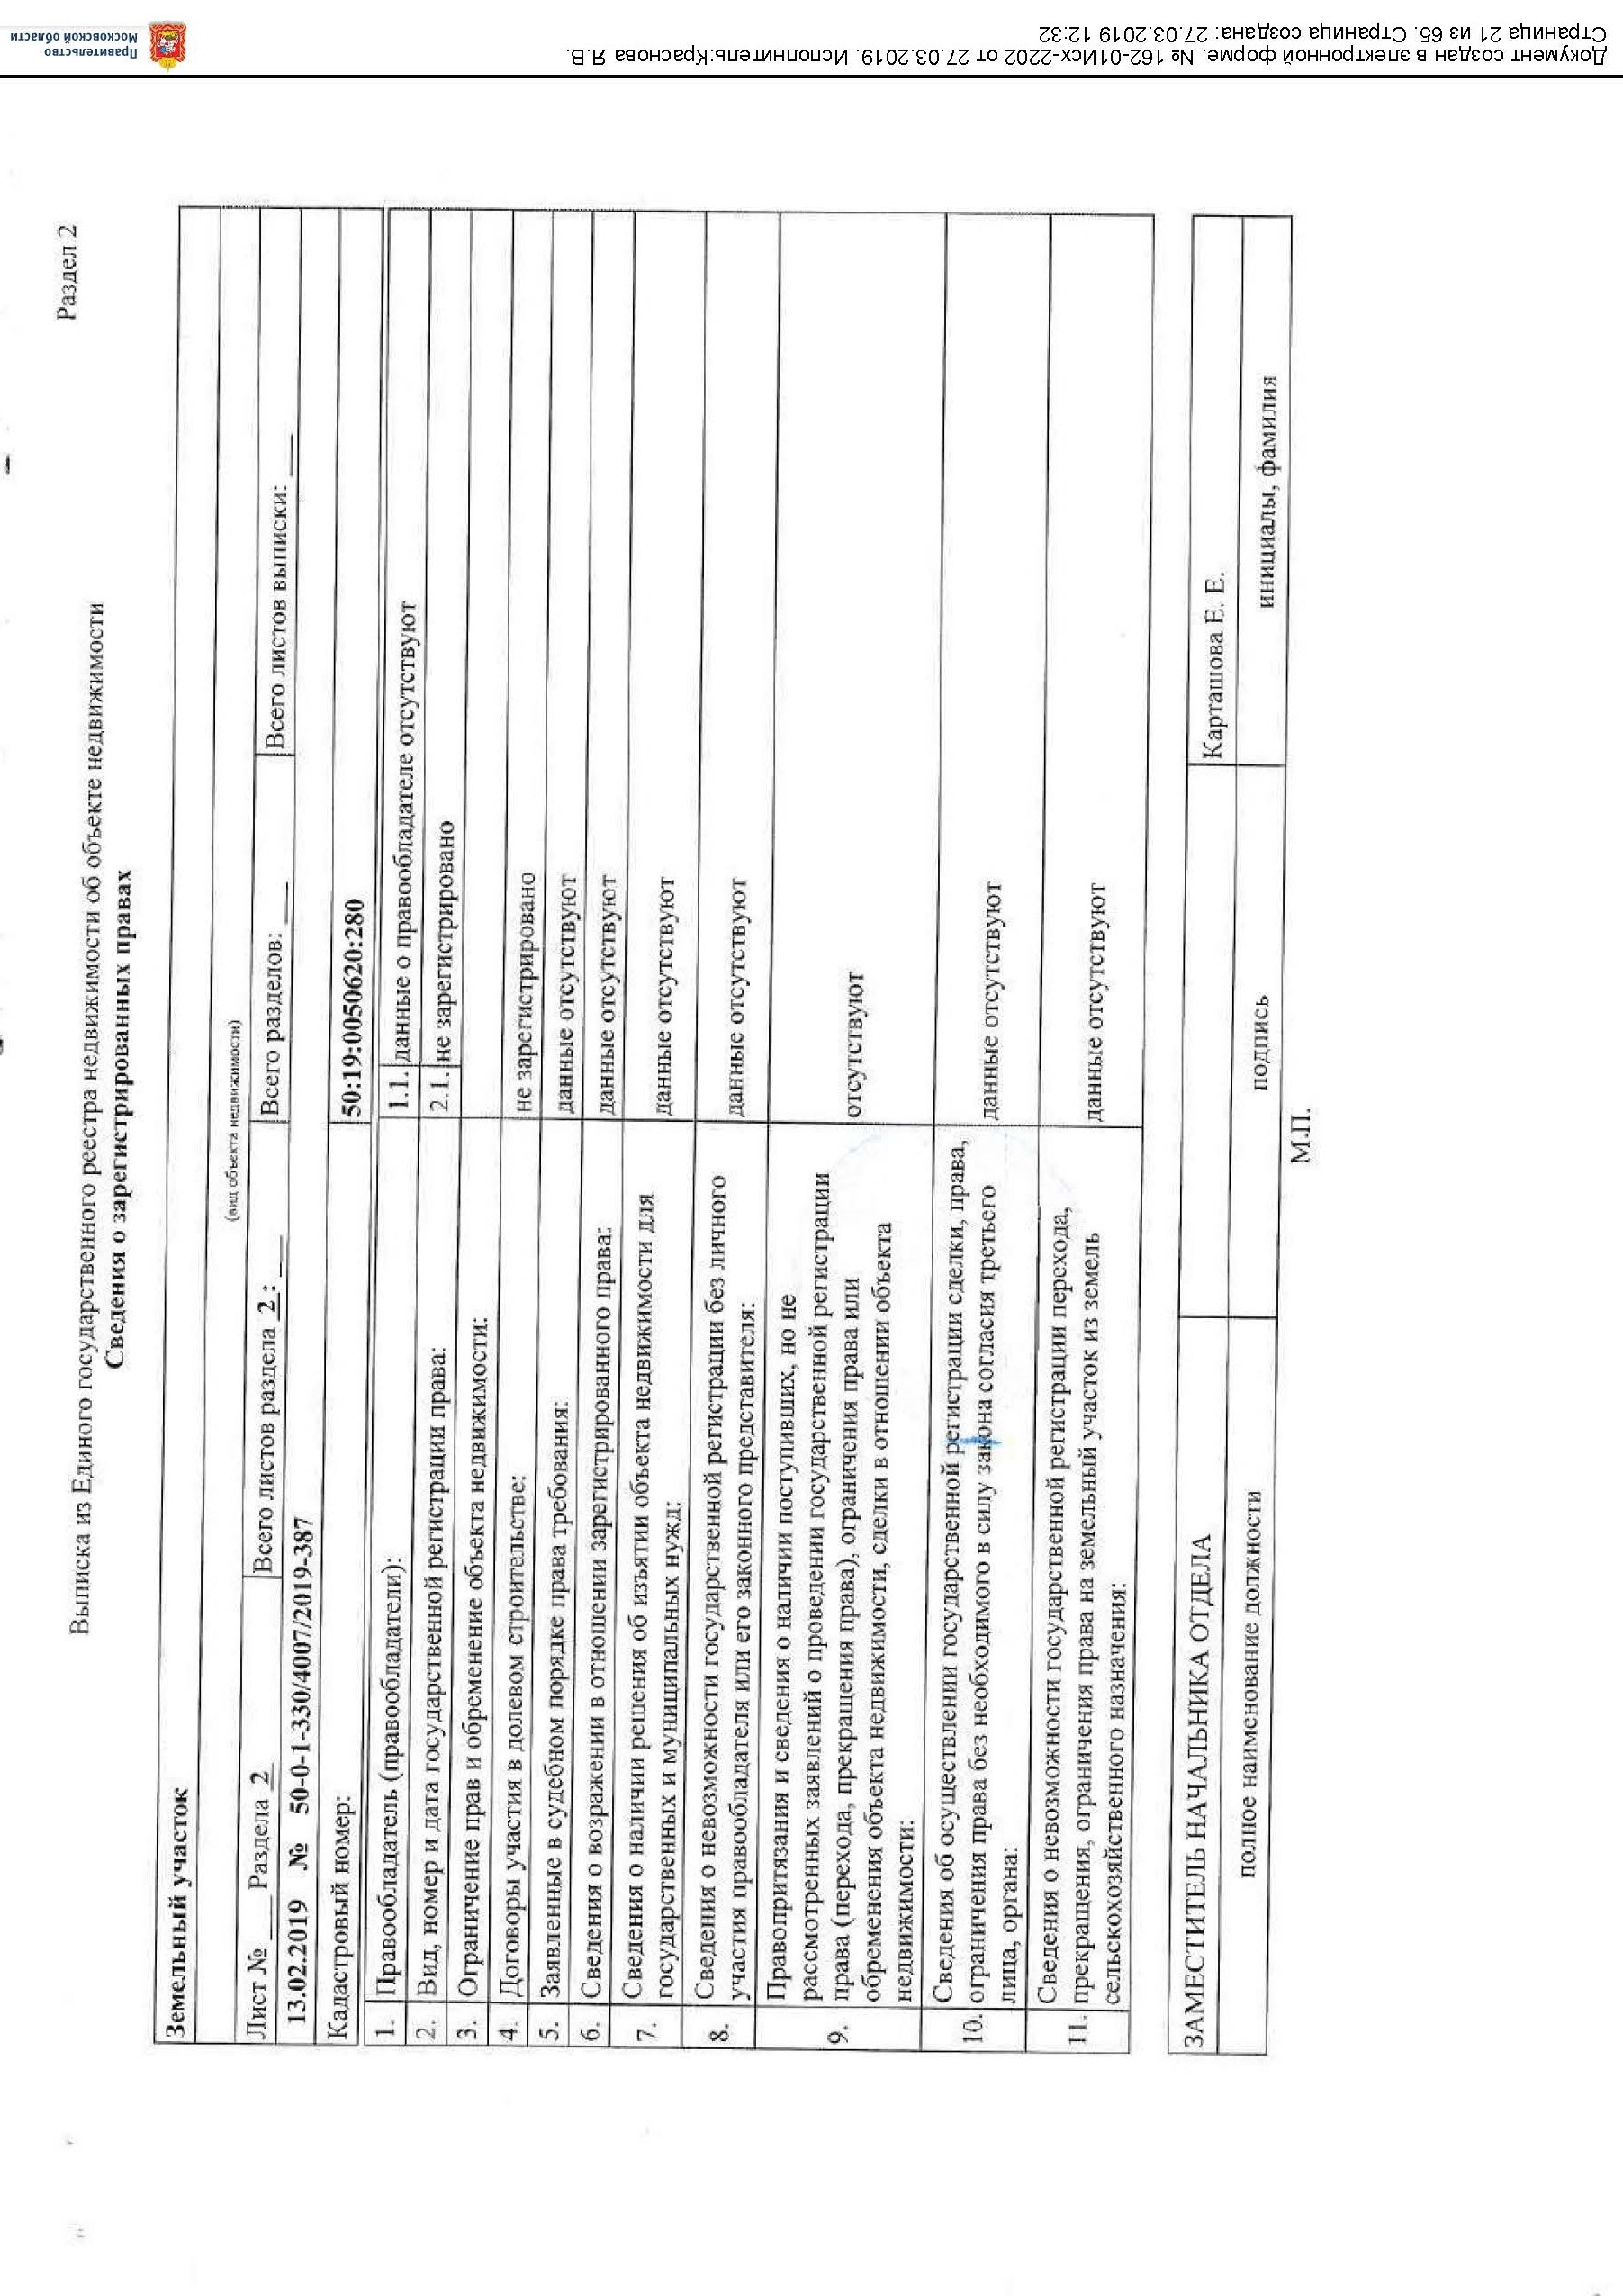 Документ создан в электронной форме. № 162-01Исх-2202 от 27.03.2019. Исполнитель:Краснова Я.В.
Страница 21 из 65. Страница создана: 27.03.2019 12:32
Правительство
Московской области
Раздел 2
Выписка из Единого государственного реестра недвижимости об объекте недвижимости
Сведения о зарегистрированных правах
Земельный участок
(вид объекта недвижимости)
Лист № ___ Раздела 2 Всего листов раздела 2 : ___ Всего разделов: ___ Всего листов выписки: ___
13.02.2019 № 50-0-1-330/4007/2019-387
Кадастровый номер: 50:19:0050620:280
1. Правообладатель (правообладатели): 1.1. данные о правообладателе отсутствуют
2. Вид, номер и дата государственной регистрации права: 2.1. не зарегистрировано
3. Ограничение прав и обременение объекта недвижимости:
4. Договоры участия в долевом строительстве: не зарегистрировано
5. Заявленные в судебном порядке права требования: данные отсутствуют
6. Сведения о возражении в отношении зарегистрированного права: данные отсутствуют
7. Сведения о наличии решения об изъятии объекта недвижимости для
государственных и муниципальных нужд: данные отсутствуют
8. Сведения о невозможности государственной регистрации без личного
участия правообладателя или его законного представителя: данные отсутствуют
9. Правопритязания и сведения о наличии поступивших, но не
рассмотренных заявлений о проведении государственной регистрации
права (перехода, прекращения права), ограничения права или
обременения объекта недвижимости, сделки в отношении объекта
недвижимости: отсутствуют
10. Сведения об осуществлении государственной регистрации сделки, права,
ограничения права без необходимого в силу закона согласия третьего
лица, органа: данные отсутствуют
11. Сведения о невозможности государственной регистрации перехода,
прекращения, ограничения права на земельный участок из земель
сельскохозяйственного назначения: данные отсутствуют
ЗАМЕСТИТЕЛЬ НАЧАЛЬНИКА ОТДЕЛА Карташова Е. Е.
полное наименование должности подпись инициалы, фамилия
М.П.